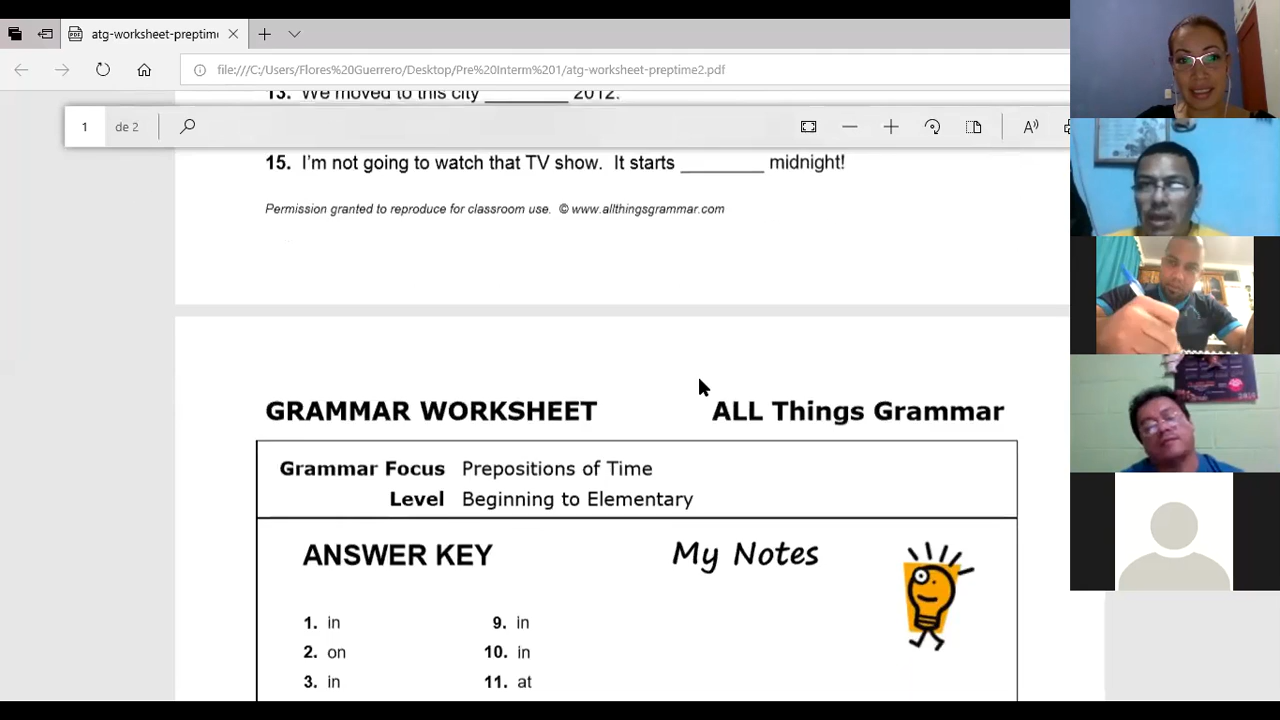 atg-worksheet-preptim
file:///C:/Users/Flores%20Guerrero/Desktop/Pre%20Interm%201/atg-worksheet-preptime2.pdf
13. We moved to this city ________ 2012.
1 de 2
15. I'm not going to watch that TV show. It starts ________ midnight!
Permission granted to reproduce for classroom use. © www.allthingsgrammar.com
GRAMMAR WORKSHEET ALL Things Grammar
Grammar Focus Prepositions of Time
Level Beginning to Elementary
ANSWER KEY My Notes
1. in 9. in
2. on 10. in
3. in 11. at